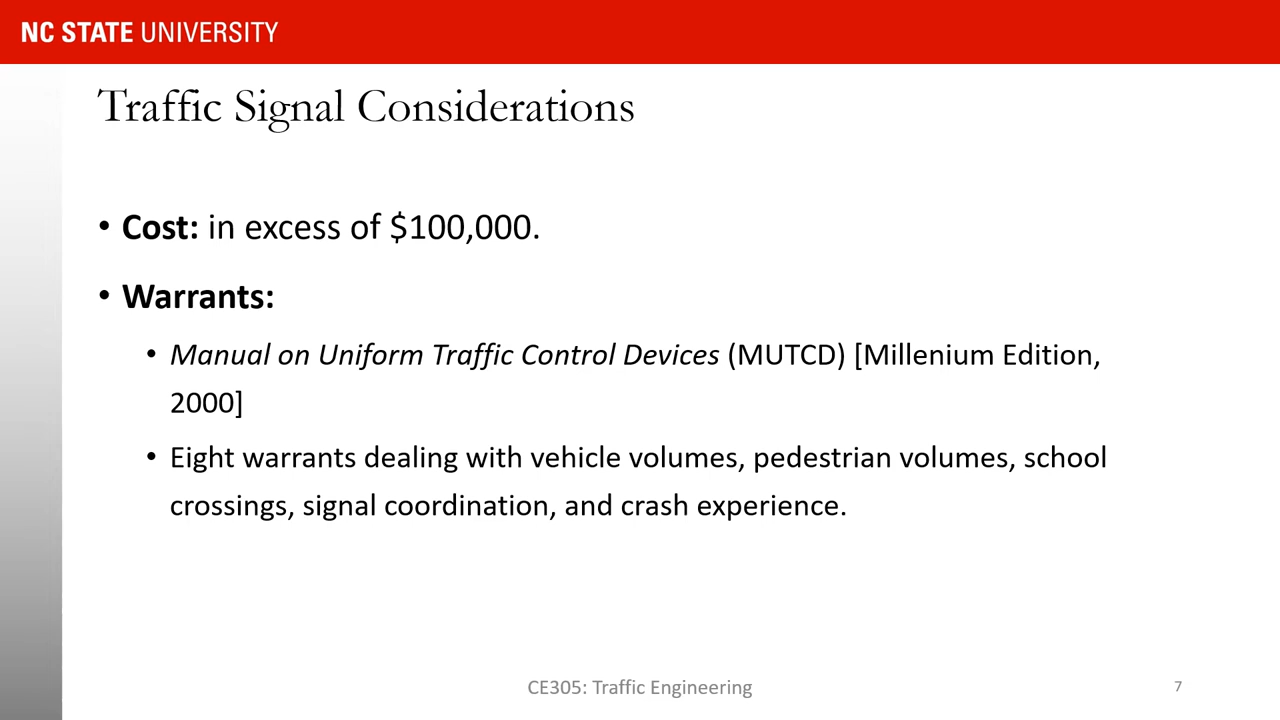 NC STATE UNIVERSITY
Traffic Signal Considerations
• Cost: in excess of $100,000.
• Warrants:
• Manual on Uniform Traffic Control Devices (MUTCD) [Millenium Edition,
2000]
• Eight warrants dealing with vehicle volumes, pedestrian volumes, school
crossings, signal coordination, and crash experience.
CE305: Traffic Engineering
7